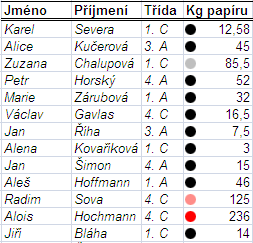 Jméno Příjmení Třída Kg papíru
Karel Severa 1. C 12,58
Alice Kučerová 3. A 45
Zuzana Chalupová 1. C 85,5
Petr Horský 4. A 52
Marie Zárubová 1. A 32
Václav Gavlas 4. C 16,5
Jan Říha 3. A 7,5
Alena Kovaříková 1. C 3
Jan Šimon 4. A 15
Aleš Hoffmann 1. A 46
Radim Sova 4. C 125
Alois Hochmann 4. C 236
Jiří Bláha 1. C 14